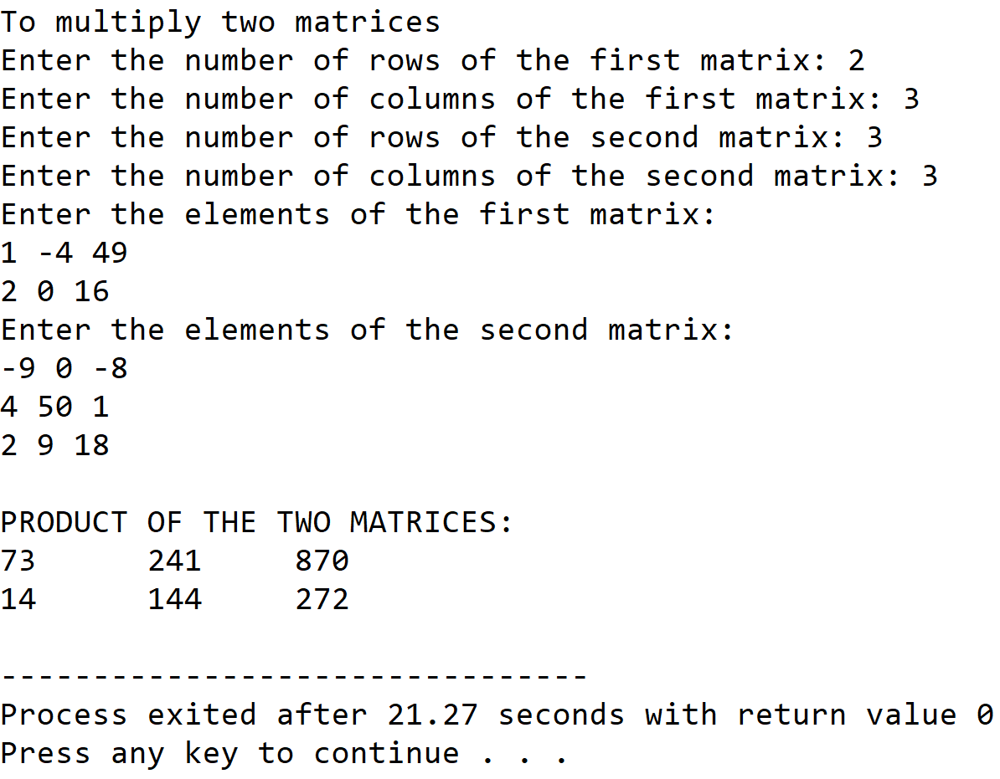 To multiply two matrices
Enter the number of rows of the first matrix: 2
Enter the number of columns of the first matrix: 3
Enter the number of rows of the second matrix: 3
Enter the number of columns of the second matrix: 3
Enter the elements of the first matrix:
1 -4 49
2 0 16
Enter the elements of the second matrix:
-9 0 -8
4 50 1
2 9 18

PRODUCT OF THE TWO MATRICES:
73      241     870
14      144     272

--------------------------------
Process exited after 21.27 seconds with return value 0
Press any key to continue . . .